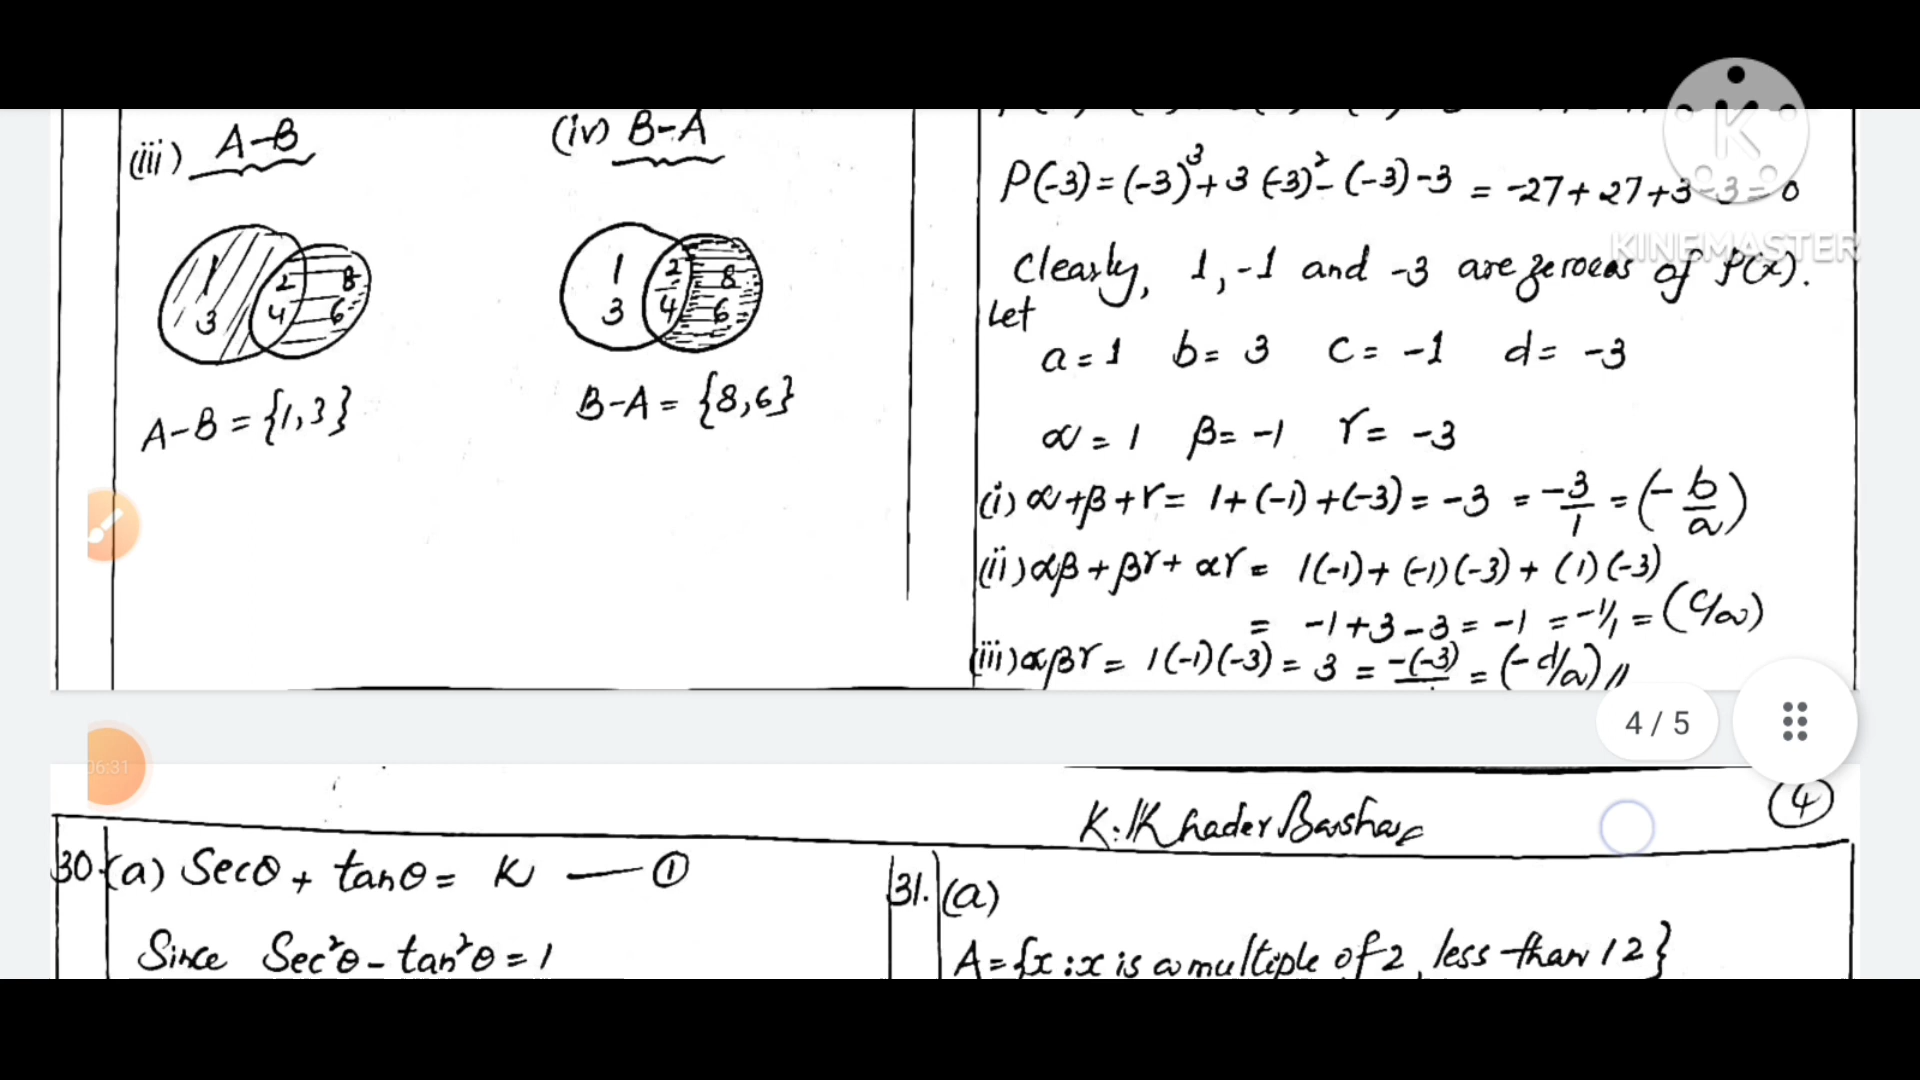 (iii) A-B
1
3
2
4
8
6
A-B = {1,3}
(iv) B-A
1
3
2
4
8
6
B-A = {8,6}
P(-3) = (-3)³ + 3(-3)² - (-3) - 3 = -27 + 27 + 3 - 3 = 0
Clearly, 1, -1 and -3 are zeroes of P(x).
Let
a = 1 b = 3 c = -1 d = -3
α = 1 β = -1 γ = -3
(i) α+β+γ = 1+(-1)+(-3) = -3 = -3/1 = (-b/a)
(ii) αβ + βγ + αγ = 1(-1) + (-1)(-3) + (1)(-3)
= -1+3-3 = -1 = -1/1 = (c/a)
(iii) αβγ = 1(-1)(-3) = 3 = -(-3)/1 = (-d/a) //
K
KINEMASTER
4 / 5
06:31
K. Khader Basha
4
30. (a) Secθ + tanθ = K — ①
Since Sec²θ - tan²θ = 1
31. (a)
A = {x : x is a multiple of 2, less than 12}